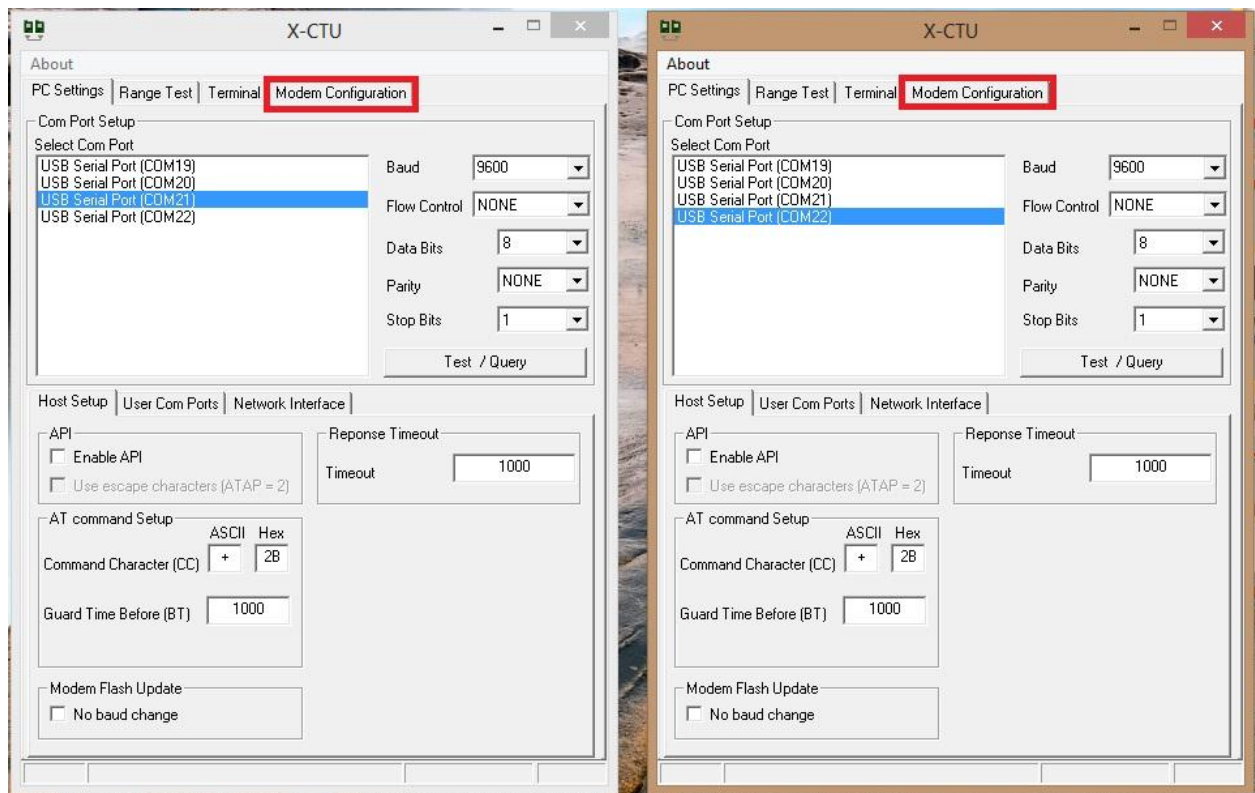 X-CTU
About
PC Settings Range Test Terminal Modem Configuration
Com Port Setup
Select Com Port
USB Serial Port (COM19)
USB Serial Port (COM20)
USB Serial Port (COM21)
USB Serial Port (COM22)
Baud 9600
Flow Control NONE
Data Bits 8
Parity NONE
Stop Bits 1
Test / Query
Host Setup User Com Ports Network Interface
API
Enable API
Use escape characters (ATAP = 2)
Reponse Timeout
Timeout 1000
AT command Setup
ASCII Hex
Command Character (CC) + 2B
Guard Time Before (BT) 1000
Modem Flash Update
No baud change
X-CTU
About
PC Settings Range Test Terminal Modem Configuration
Com Port Setup
Select Com Port
USB Serial Port (COM19)
USB Serial Port (COM20)
USB Serial Port (COM21)
USB Serial Port (COM22)
Baud 9600
Flow Control NONE
Data Bits 8
Parity NONE
Stop Bits 1
Test / Query
Host Setup User Com Ports Network Interface
API
Enable API
Use escape characters (ATAP = 2)
Reponse Timeout
Timeout 1000
AT command Setup
ASCII Hex
Command Character (CC) + 2B
Guard Time Before (BT) 1000
Modem Flash Update
No baud change